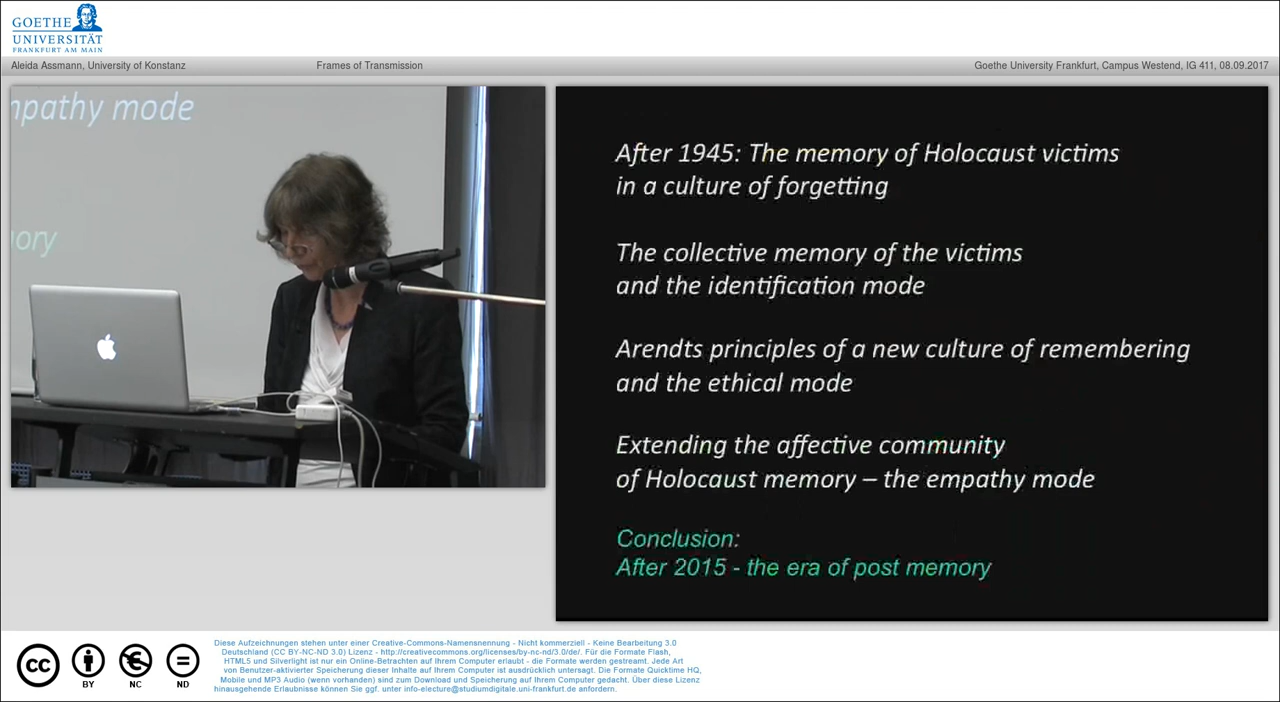 GOETHE
UNIVERSITÄT
FRANKFURT AM MAIN
Aleida Assmann, University of Konstanz
Frames of Transmission
Goethe University Frankfurt, Campus Westend, IG 411, 08.09.2017
mpathy mode
ory
After 1945: The memory of Holocaust victims
in a culture of forgetting
The collective memory of the victims
and the identification mode
Arendts principles of a new culture of remembering
and the ethical mode
Extending the affective community
of Holocaust memory – the empathy mode
Conclusion:
After 2015 - the era of post memory
cc
BY
NC
ND
Diese Aufzeichnungen stehen unter einer Creative-Commons-Namensnennung - Nicht kommerziell - Keine Bearbeitung 3.0
Deutschland (CC BY-NC-ND 3.0) Lizenz - http://creativecommons.org/licenses/by-nc-nd/3.0/de/. Für die Formate Flash,
HTML5 und Silverlight ist nur ein Online-Betrachten auf Ihrem Computer erlaubt - die Formate werden gestreamt. Jede Art
von Benutzer-aktivierter Speicherung dieser Inhalte auf Ihrem Computer ist ausdrücklich untersagt. Die Formate Quicktime HQ,
Mobile und MP3 Audio (wenn vorhanden) sind zum Download und Speicherung auf Ihrem Computer gedacht. Über diese Lizenz
hinausgehende Erlaubnisse können Sie ggf. unter info-electure@studiumdigitale.uni-frankfurt.de anfordern.